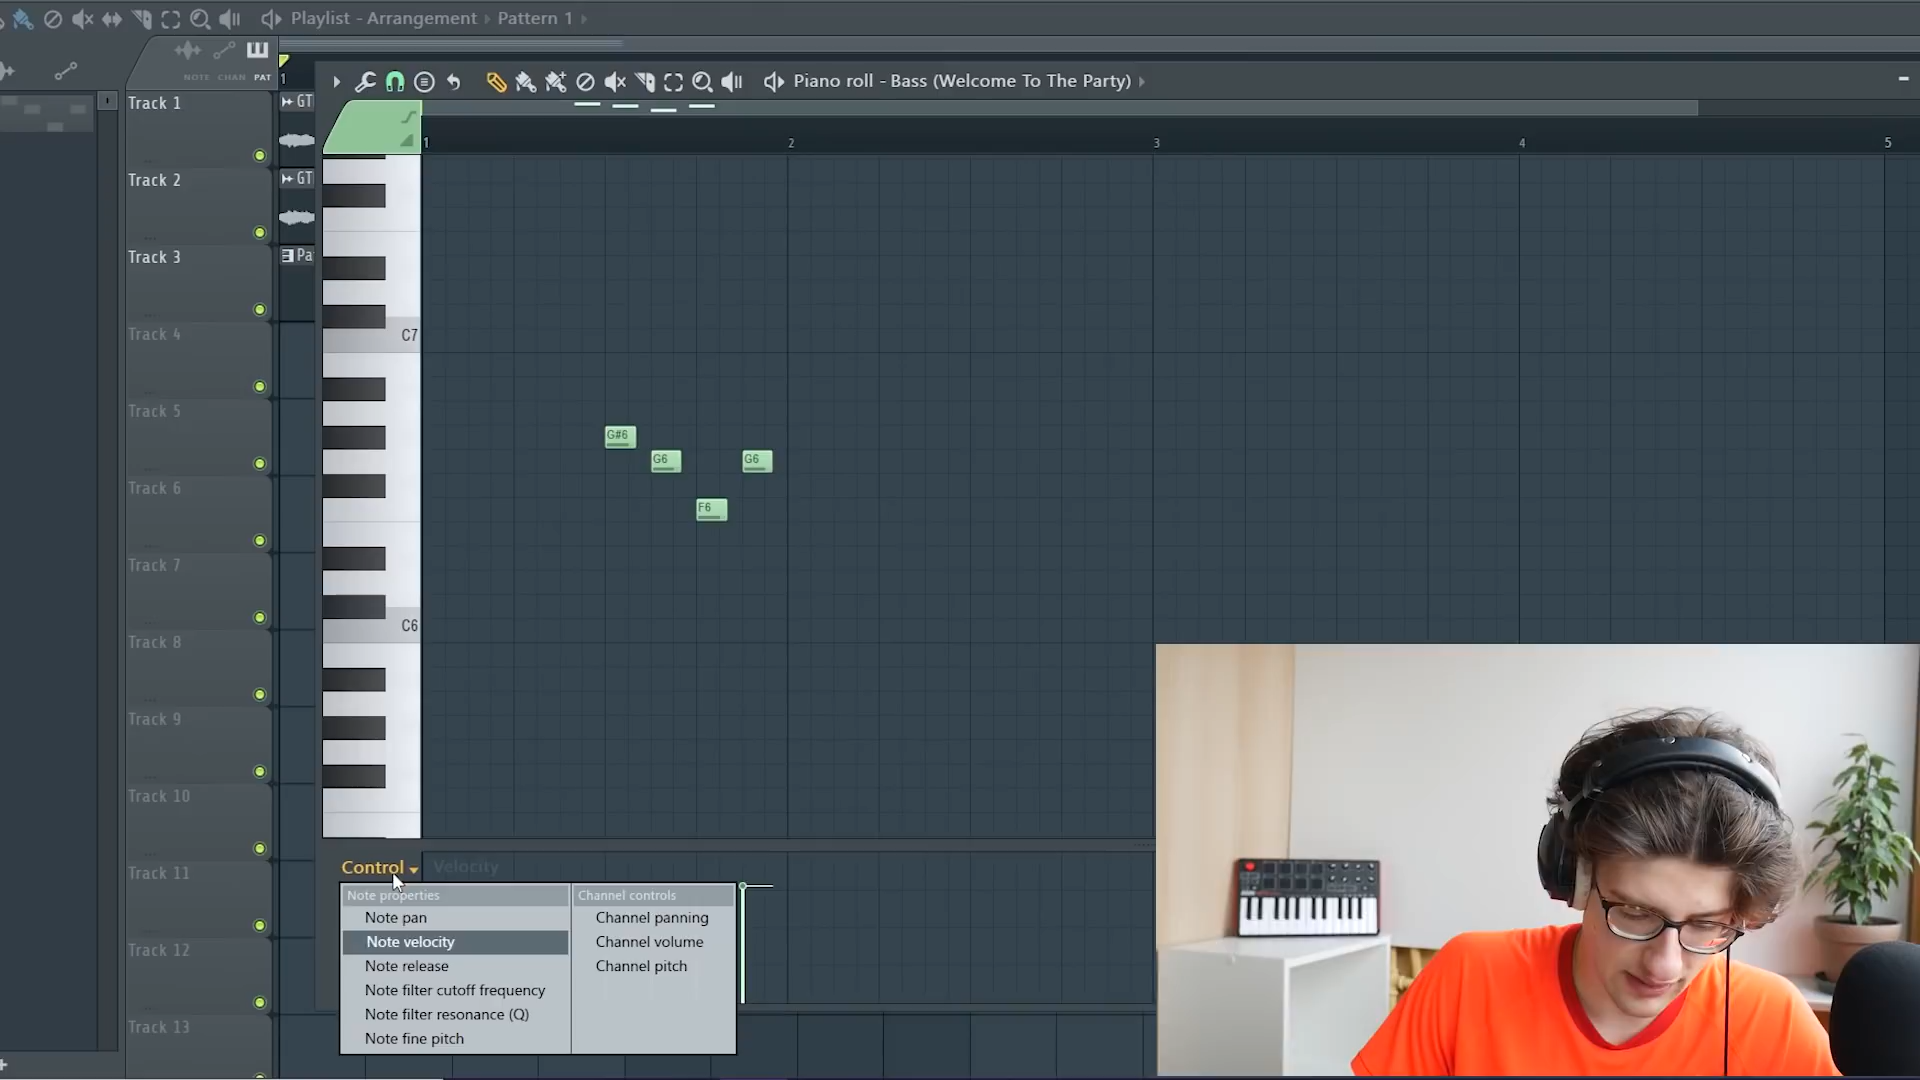 Playlist - Arrangement › Pattern 1 ›
NOTE CHAN PAT
1
Piano roll - Bass (Welcome To The Party) ›
1 2 3 4 5
Track 1
GT
Track 2
GT
Track 3
Pa
Track 4
C7
Track 5
G#6
G6 G6
Track 6
F6
Track 7
Track 8
C6
Track 9
Track 10
Track 11
Track 12
Track 13
Control Velocity
Note properties
Note pan
Note velocity
Note release
Note filter cutoff frequency
Note filter resonance (Q)
Note fine pitch
Channel controls
Channel panning
Channel volume
Channel pitch